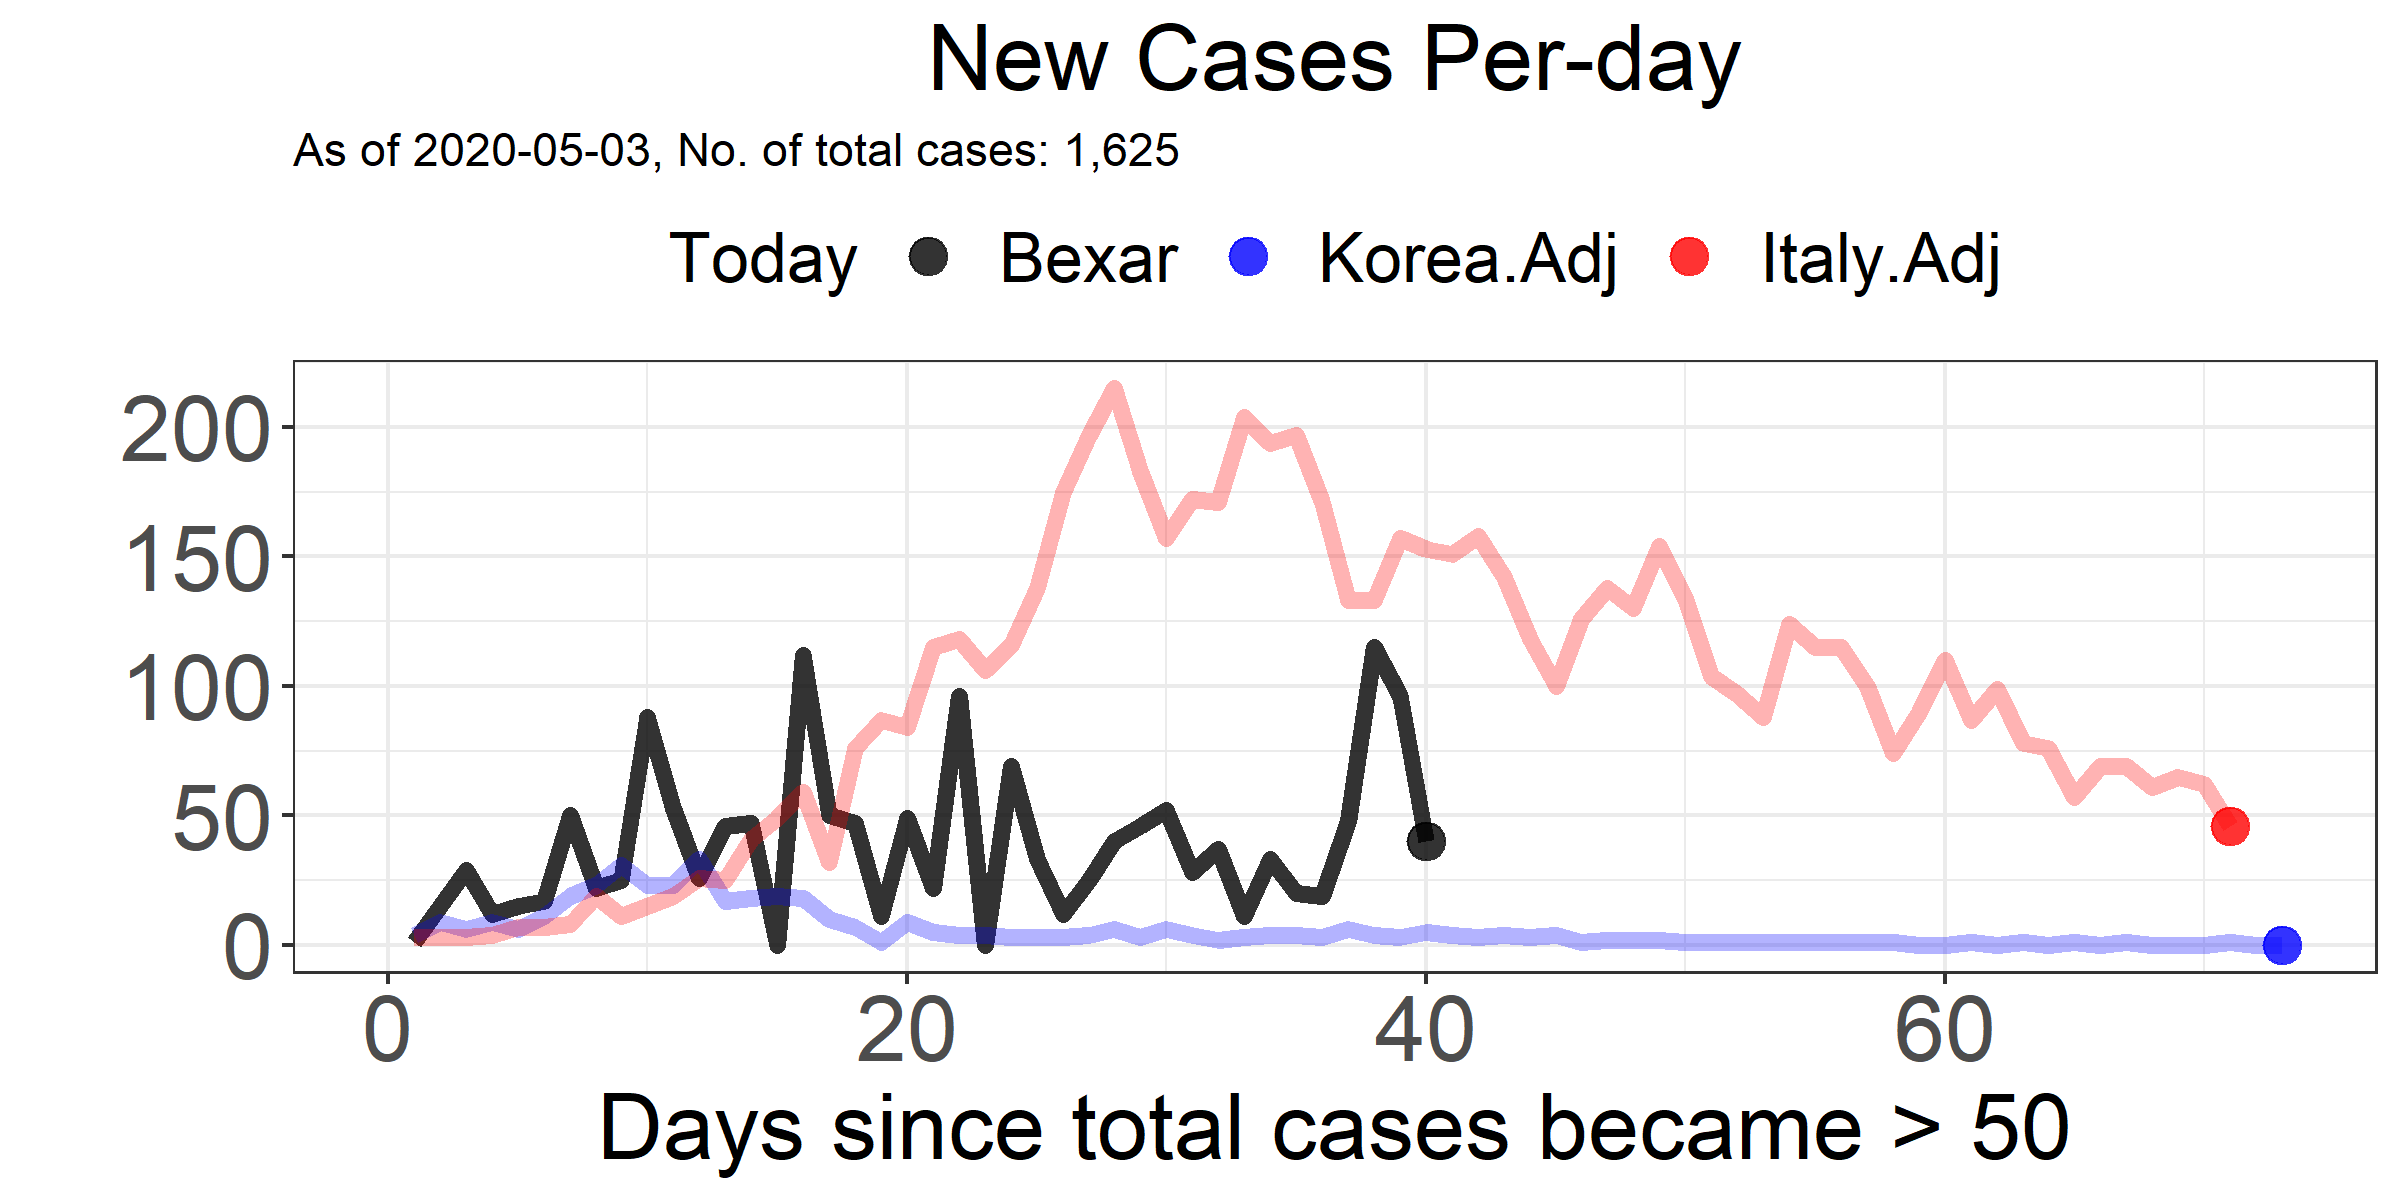 New Cases Per-day
As of 2020-05-03, No. of total cases: 1,625
Today Bexar Korea.Adj Italy.Adj
200
150
100
50
0
0 20 40 60
Days since total cases became > 50